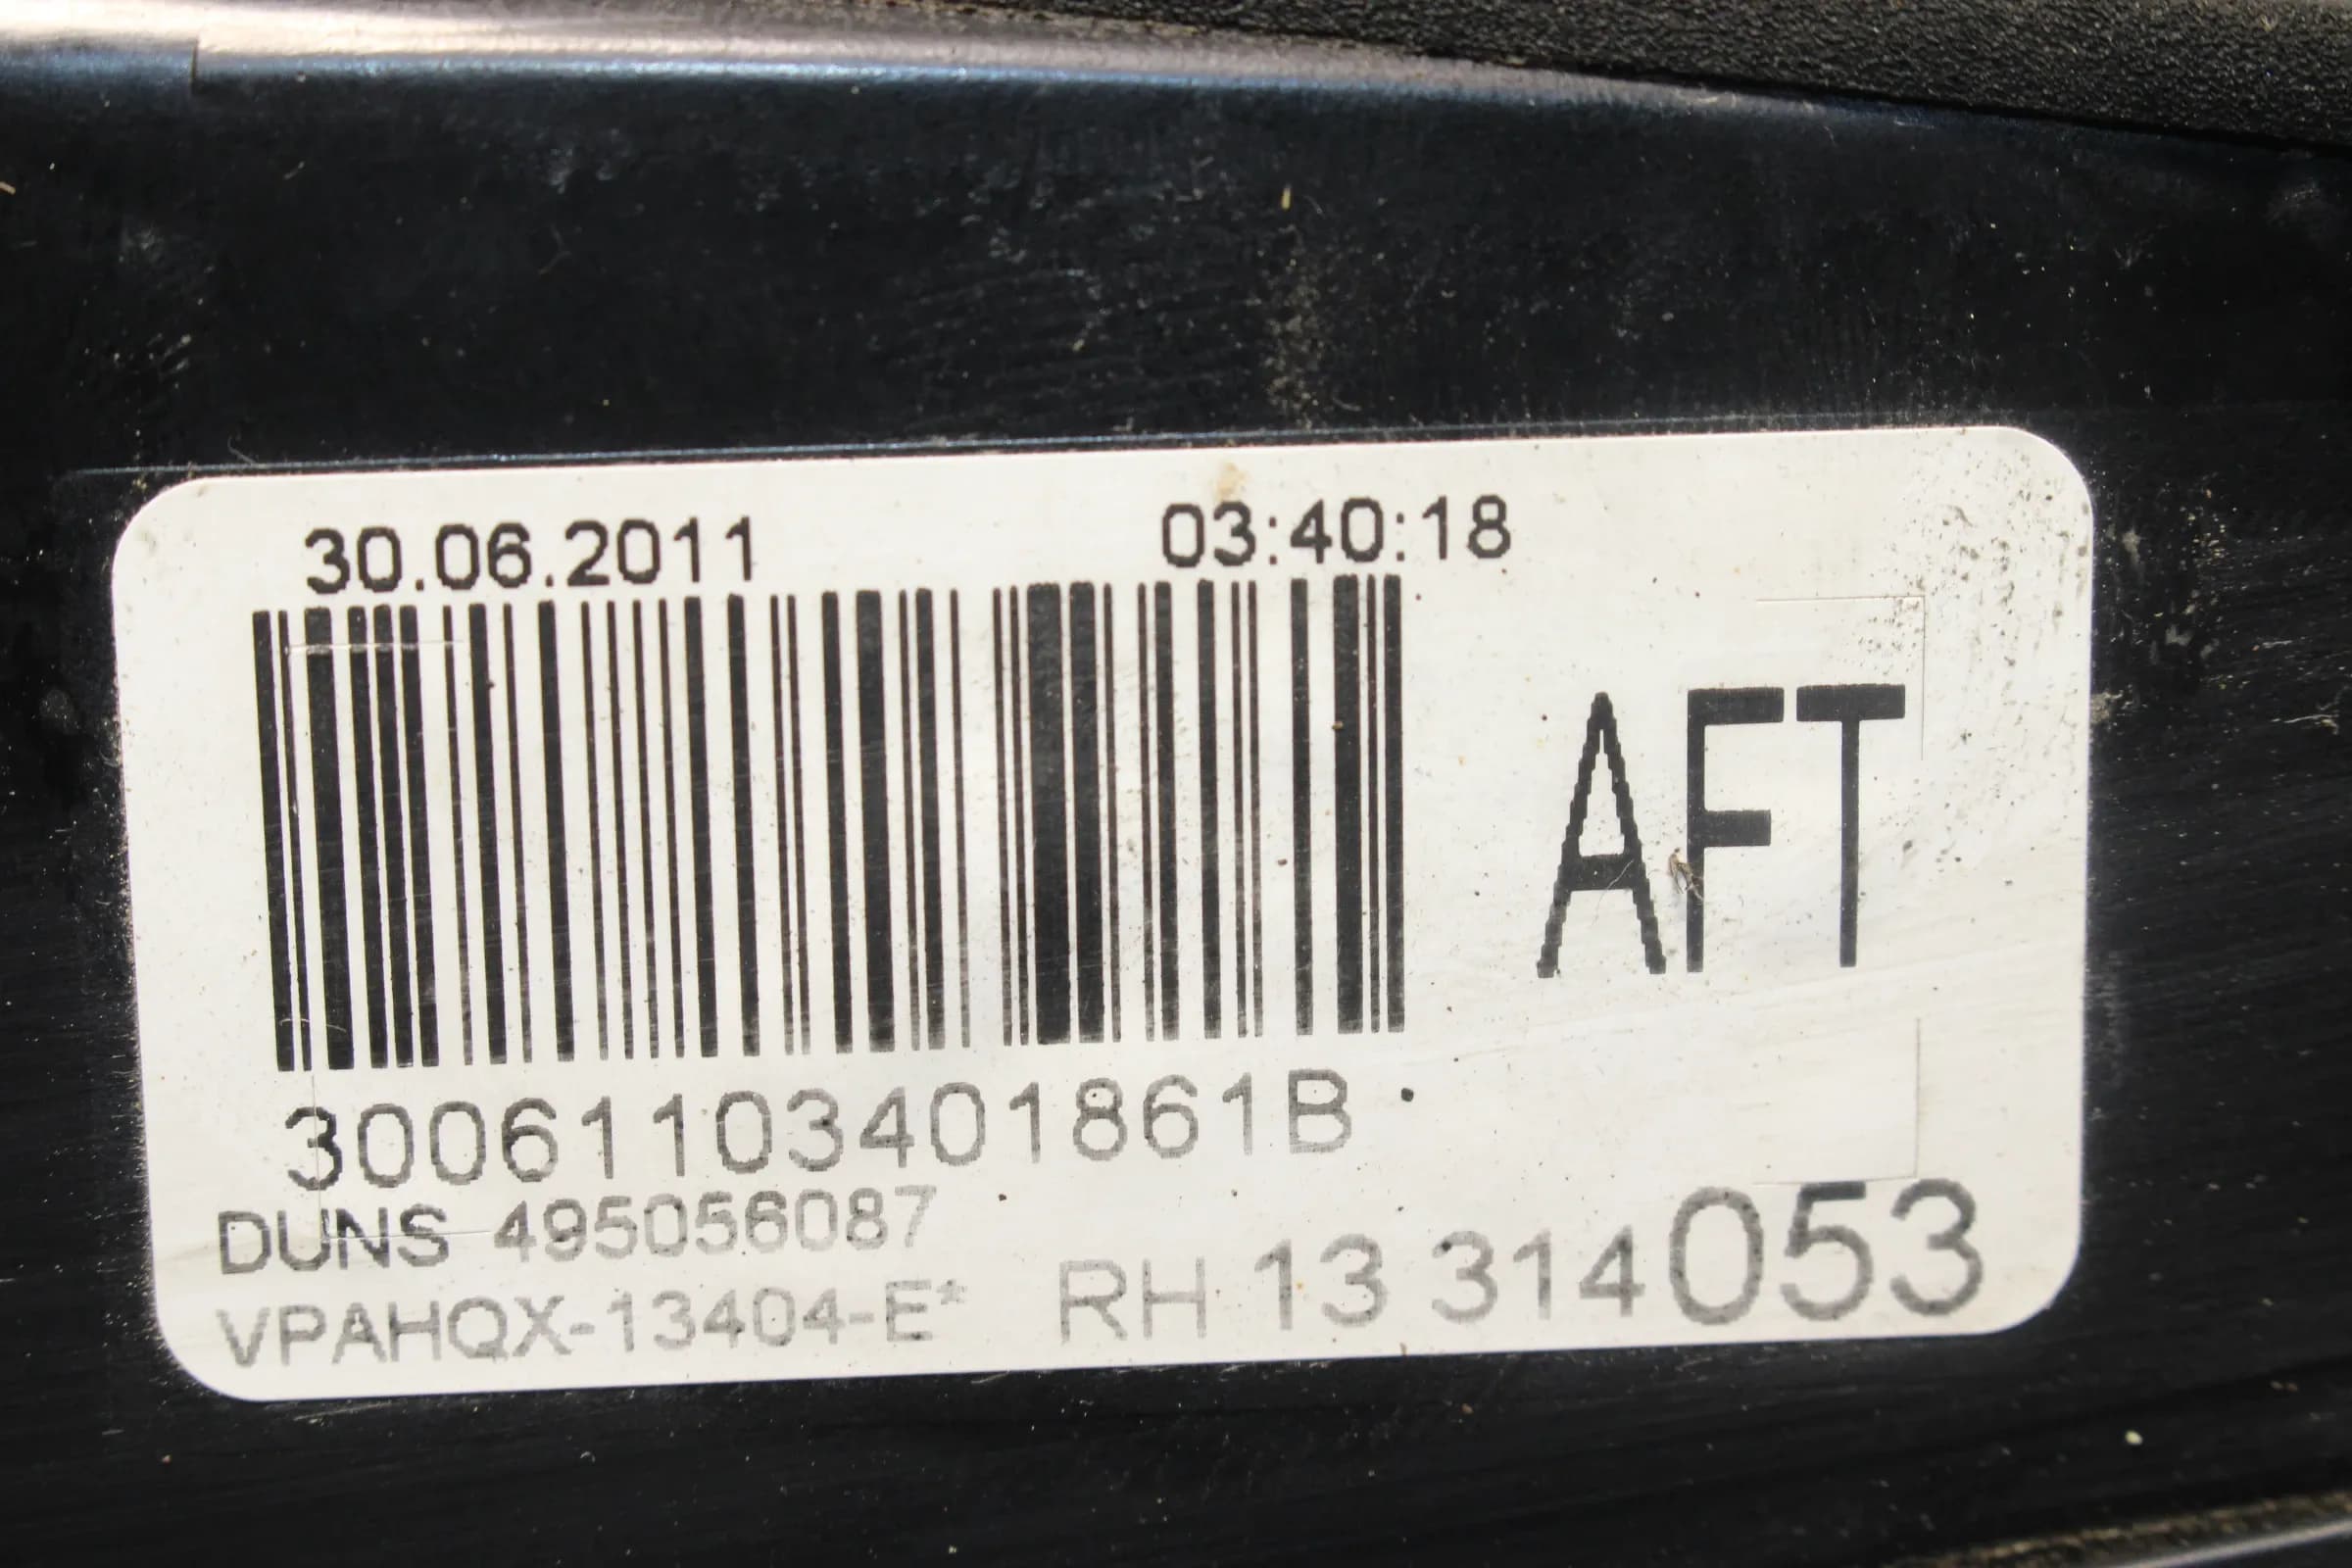 30.06.2011 03:40:18
AFT
30061103401861B
DUNS 495056087
VPAHQX-13404-E* RH 13 314053